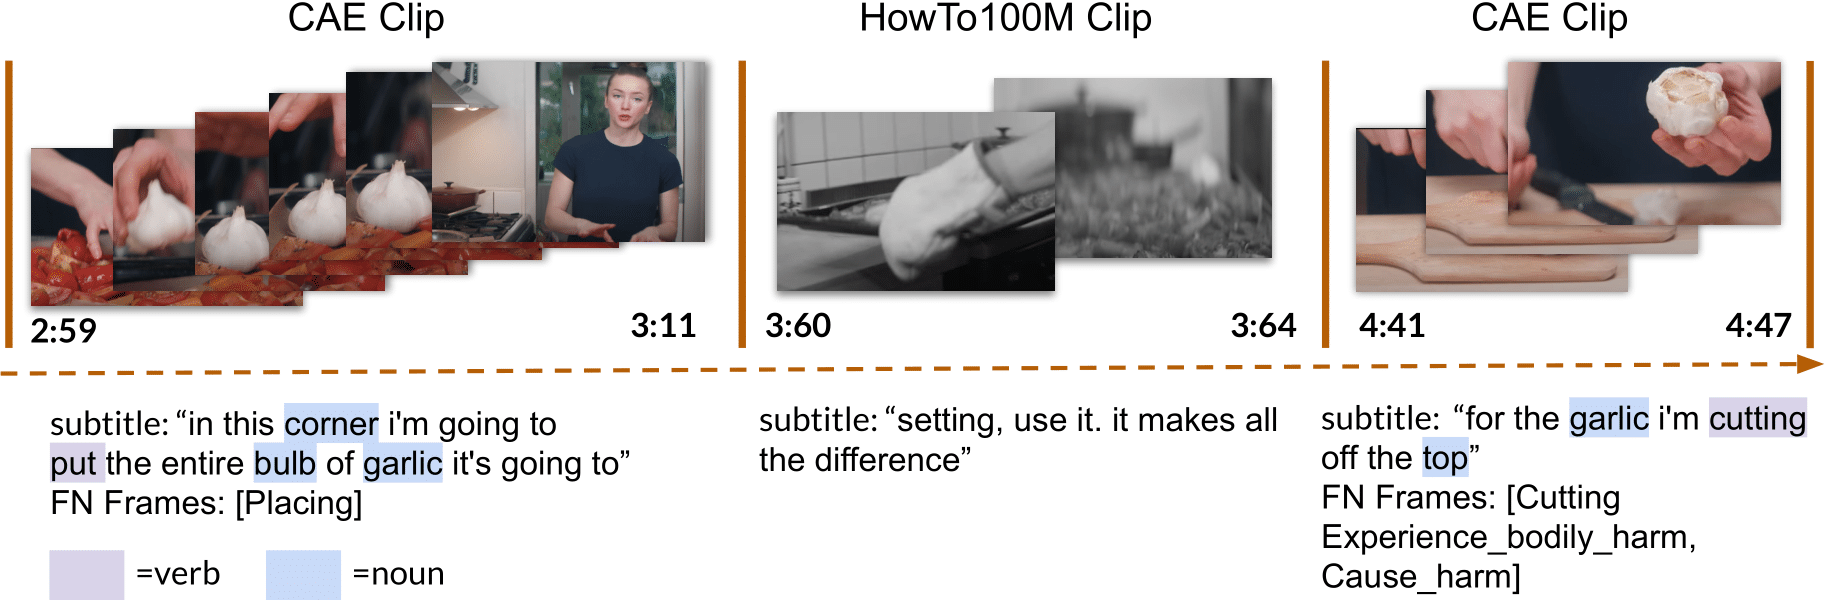 CAE Clip
HowTo100M Clip
CAE Clip
2:59
3:11
3:60
3:64
4:41
4:47
subtitle: “in this corner i'm going to
put the entire bulb of garlic it's going to”
FN Frames: [Placing]
=verb
=noun
subtitle: “setting, use it. it makes all
the difference”
subtitle: “for the garlic i'm cutting
off the top”
FN Frames: [Cutting
Experience_bodily_harm,
Cause_harm]